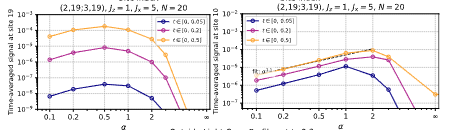 (2,19;3,19), J_z = 1, J_x = 5, N = 20
Time-averaged signal at site 19
10⁻³
10⁻⁴
10⁻⁵
10⁻⁶
10⁻⁷
10⁻⁸
10⁻⁹
t∈[0, 0.05]
t∈[0, 0.2]
t∈[0, 0.5]
0.1 0.2 0.5 1 2 ∞
α
(2,19;3,19), J_z = 1, J_x = 5, N = 20
Time-averaged signal at site 10
10⁻²
10⁻³
10⁻⁴
10⁻⁵
10⁻⁶
10⁻⁷
t∈[0, 0.05]
t∈[0, 0.2]
t∈[0, 0.5]
0.1 0.2 0.5 1 2 ∞
α